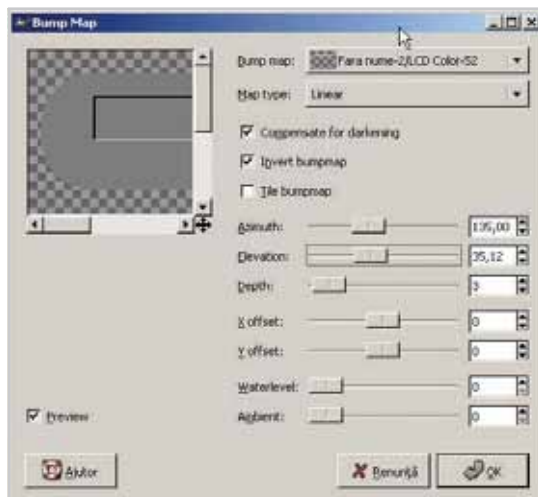 Bump Map
Bump map: Fara nume-2/LCD Color-52
Map type: Linear
Compensate for darkening
Invert bumpmap
Tile bumpmap
Azimuth: 135,00
Elevation: 35,12
Depth: 3
X offset: 0
Y offset: 0
Waterlevel: 0
Ambient: 0
Preview
Ajutor
Renunţă
OK